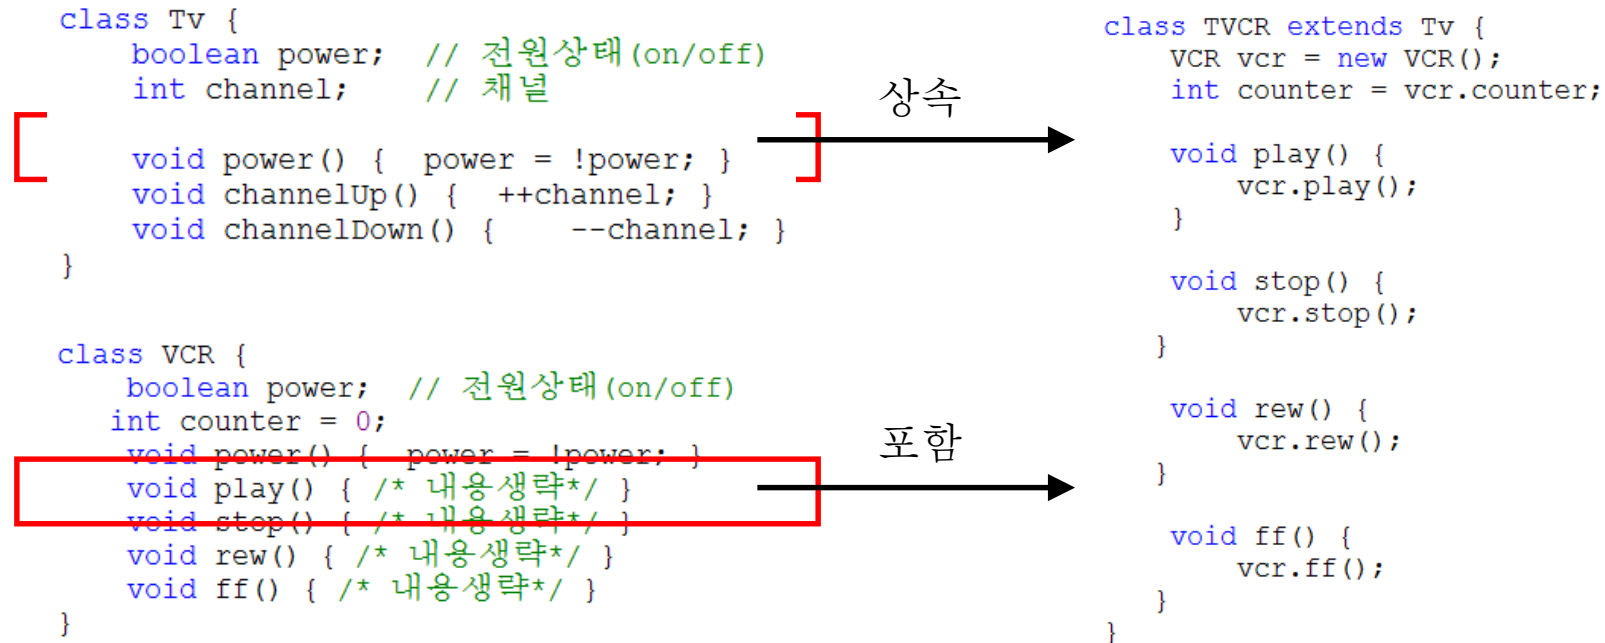 class Tv {
boolean power; // 전원상태(on/off)
int channel; // 채널
void power() { power = !power; }
void channelUp() { ++channel; }
void channelDown() { --channel; }
}
class VCR {
boolean power; // 전원상태(on/off)
int counter = 0;
void power() { power = !power; }
void play() { /* 내용생략*/ }
void stop() { /* 내용생략*/ }
void rew() { /* 내용생략*/ }
void ff() { /* 내용생략*/ }
}
상속
포함
class TVCR extends Tv {
VCR vcr = new VCR();
int counter = vcr.counter;
void play() {
vcr.play();
}
void stop() {
vcr.stop();
}
void rew() {
vcr.rew();
}
void ff() {
vcr.ff();
}
}